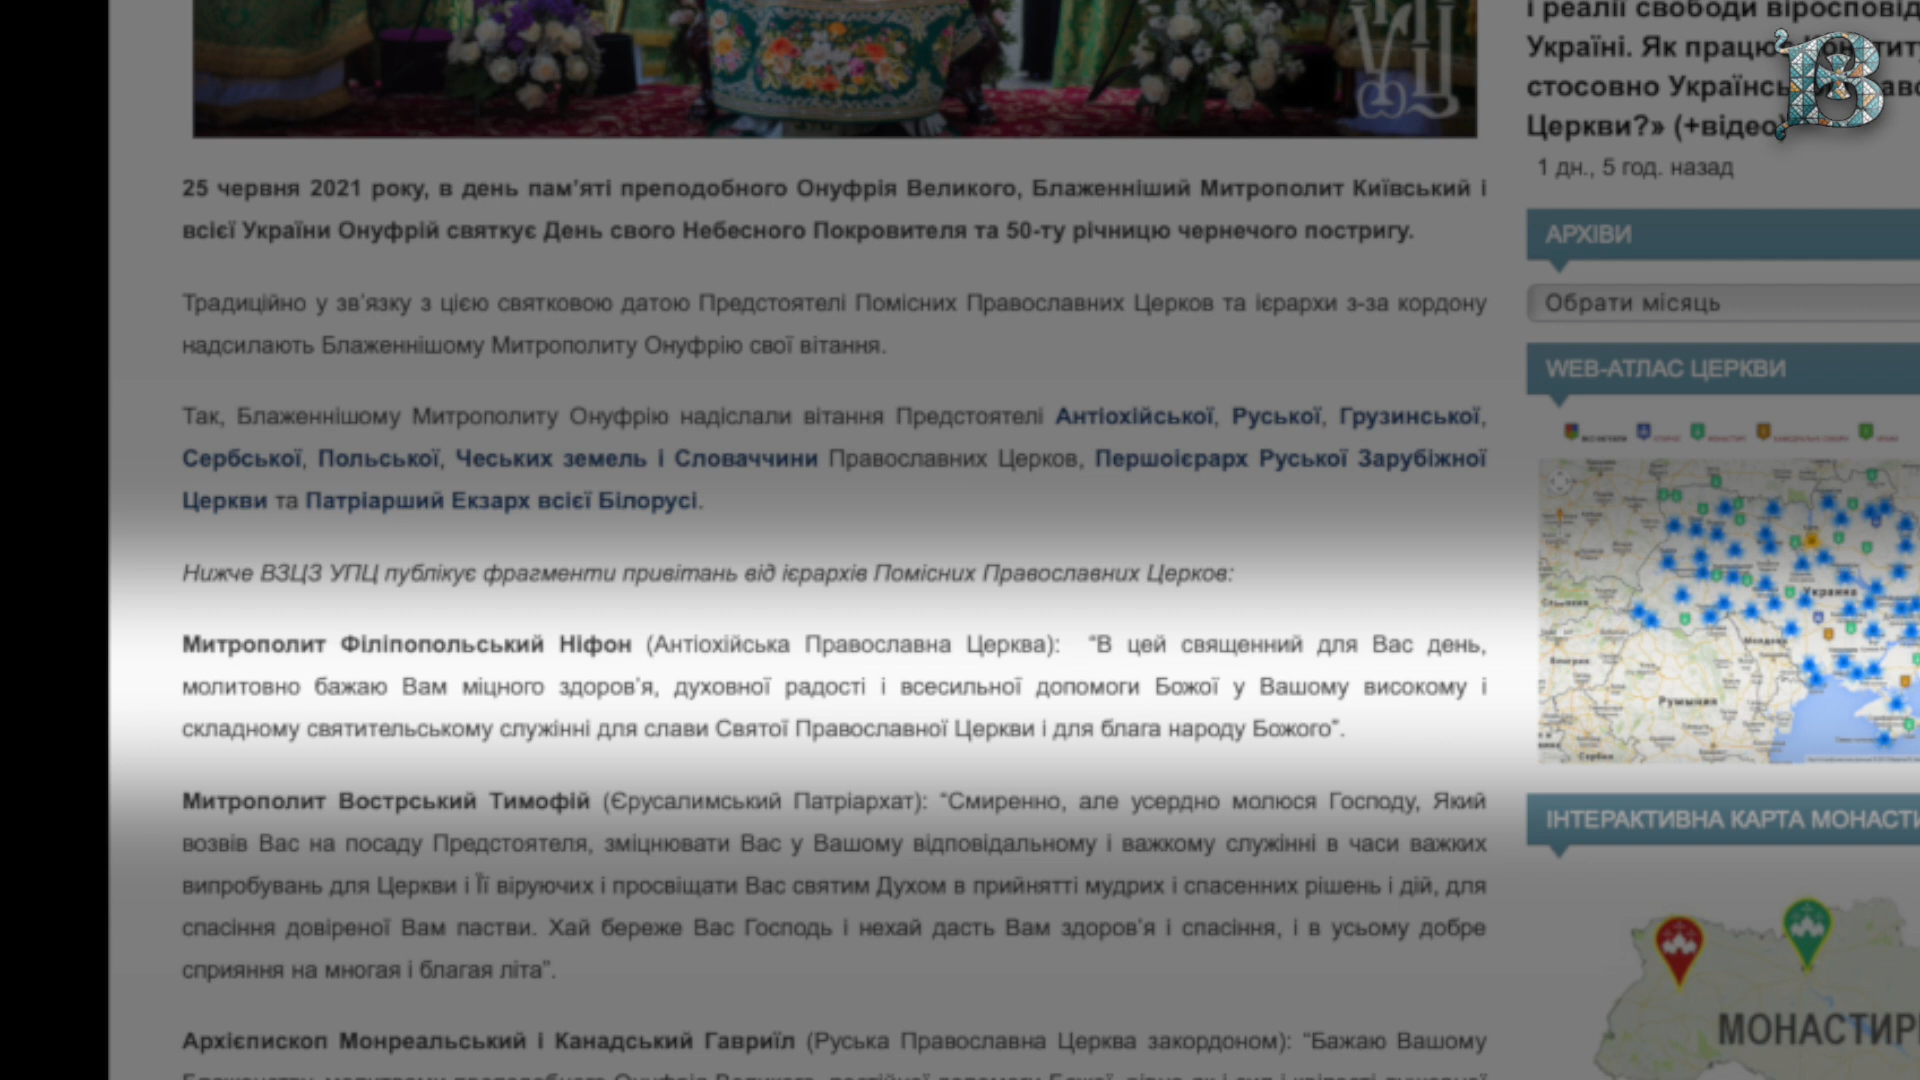 25 червня 2021 року, в день пам’яті преподобного Онуфрія Великого, Блаженніший Митрополит Київський і
всієї України Онуфрій святкує День свого Небесного Покровителя та 50-ту річницю чернечого постригу.
Традиційно у зв’язку з цією святковою датою Предстоятелі Помісних Православних Церков та ієрархи з-за кордону
надсилають Блаженнішому Митрополиту Онуфрію свої вітання.
Так, Блаженнішому Митрополиту Онуфрію надіслали вітання Предстоятелі Антіохійської, Руської, Грузинської,
Сербської, Польської, Чеських земель і Словаччини Православних Церков, Першоієрарх Руської Зарубіжної
Церкви та Патріарший Екзарх всієї Білорусі.
Нижче ВЗЦЗ УПЦ публікує фрагменти привітань від ієрархів Помісних Православних Церков:
Митрополит Філіпопольський Ніфон (Антіохійська Православна Церква): “В цей священний для Вас день,
молитовно бажаю Вам міцного здоров’я, духовної радості і всесильної допомоги Божої у Вашому високому і
складному святительському служінні для слави Святої Православної Церкви і для блага народу Божого”.
Митрополит Вострський Тимофій (Єрусалимський Патріархат): “Смиренно, але усердно молюся Господу, Який
возвів Вас на посаду Предстоятеля, зміцнювати Вас у Вашому відповідальному і важкому служінні в часи важких
випробувань для Церкви і Її віруючих і просвіщати Вас святим Духом в прийнятті мудрих і спасенних рішень і дій, для
спасіння довіреної Вам пастви. Хай береже Вас Господь і нехай дасть Вам здоров’я і спасіння, і в усьому добре
сприяння на многая і благая літа”.
Архієпископ Монреальський і Канадський Гавриїл (Руська Православна Церква закордоном): “Бажаю Вашому
і реалії свободи
Україні. Як
стосовно
Церкви?» (+відео)
1 дн., 5 год. назад
АРХІВИ
Обрати місяць
WEB-АТЛАС ЦЕРКВИ
Украина
Молдова
Румыния
Сербия
ІНТЕРАКТИВНА КАРТА